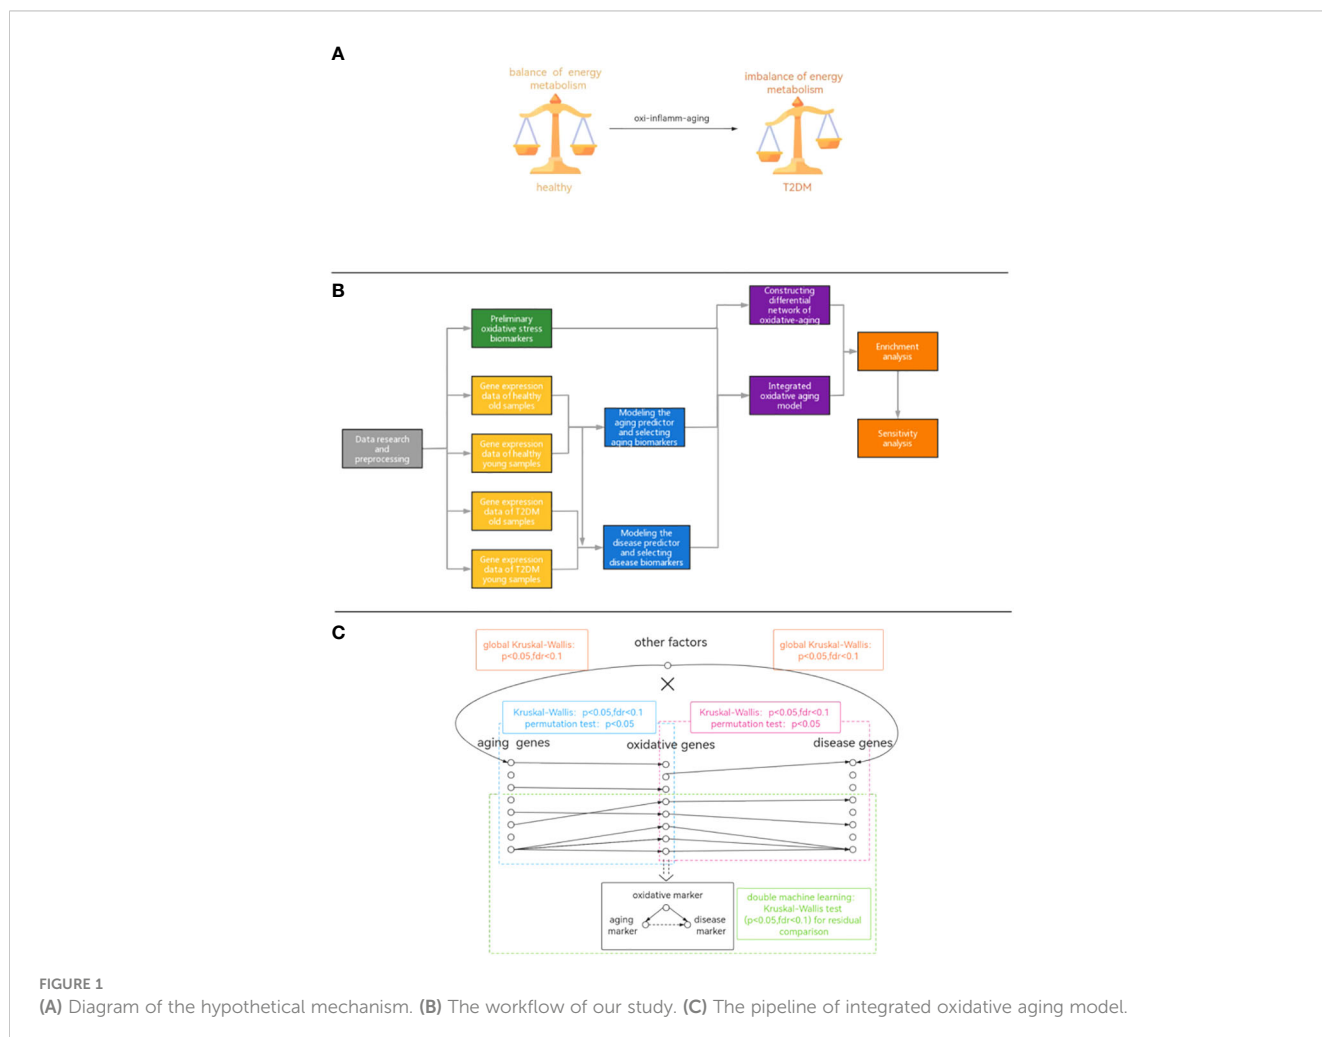 A
balance of energy
metabolism
imbalance of energy
metabolism
oxi-inflamm-aging
healthy
T2DM
B
Constructing
differential
network of
oxidative-aging
Preliminary
oxidative stress
biomarkers
Enrichment
analysis
Gene expression
data of healthy
old samples
Integrated
oxidative aging
model
Modeling the
aging predictor
and selecting
aging biomarkers
Data research
and
preprocessing
Gene expression
data of healthy
young samples
Sensitivity
analysis
Gene expression
data of T2DM
old samples
Modeling the
disease predictor
and selecting
disease biomarkers
Gene expression
data of T2DM
young samples
C
global Kruskal-Wallis:
p<0.05,fdr<0.1
other factors
global Kruskal-Wallis:
p<0.05,fdr<0.1
Kruskal-Wallis: p<0.05,fdr<0.1
permutation test: p<0.05
Kruskal-Wallis: p<0.05,fdr<0.1
permutation test: p<0.05
aging genes
oxidative genes
disease genes
oxidative marker
aging
marker
disease
marker
double machine learning:
Kruskal-Wallis test
(p<0.05,fdr<0.1) for residual
comparison
FIGURE 1
(A) Diagram of the hypothetical mechanism. (B) The workflow of our study. (C) The pipeline of integrated oxidative aging model.